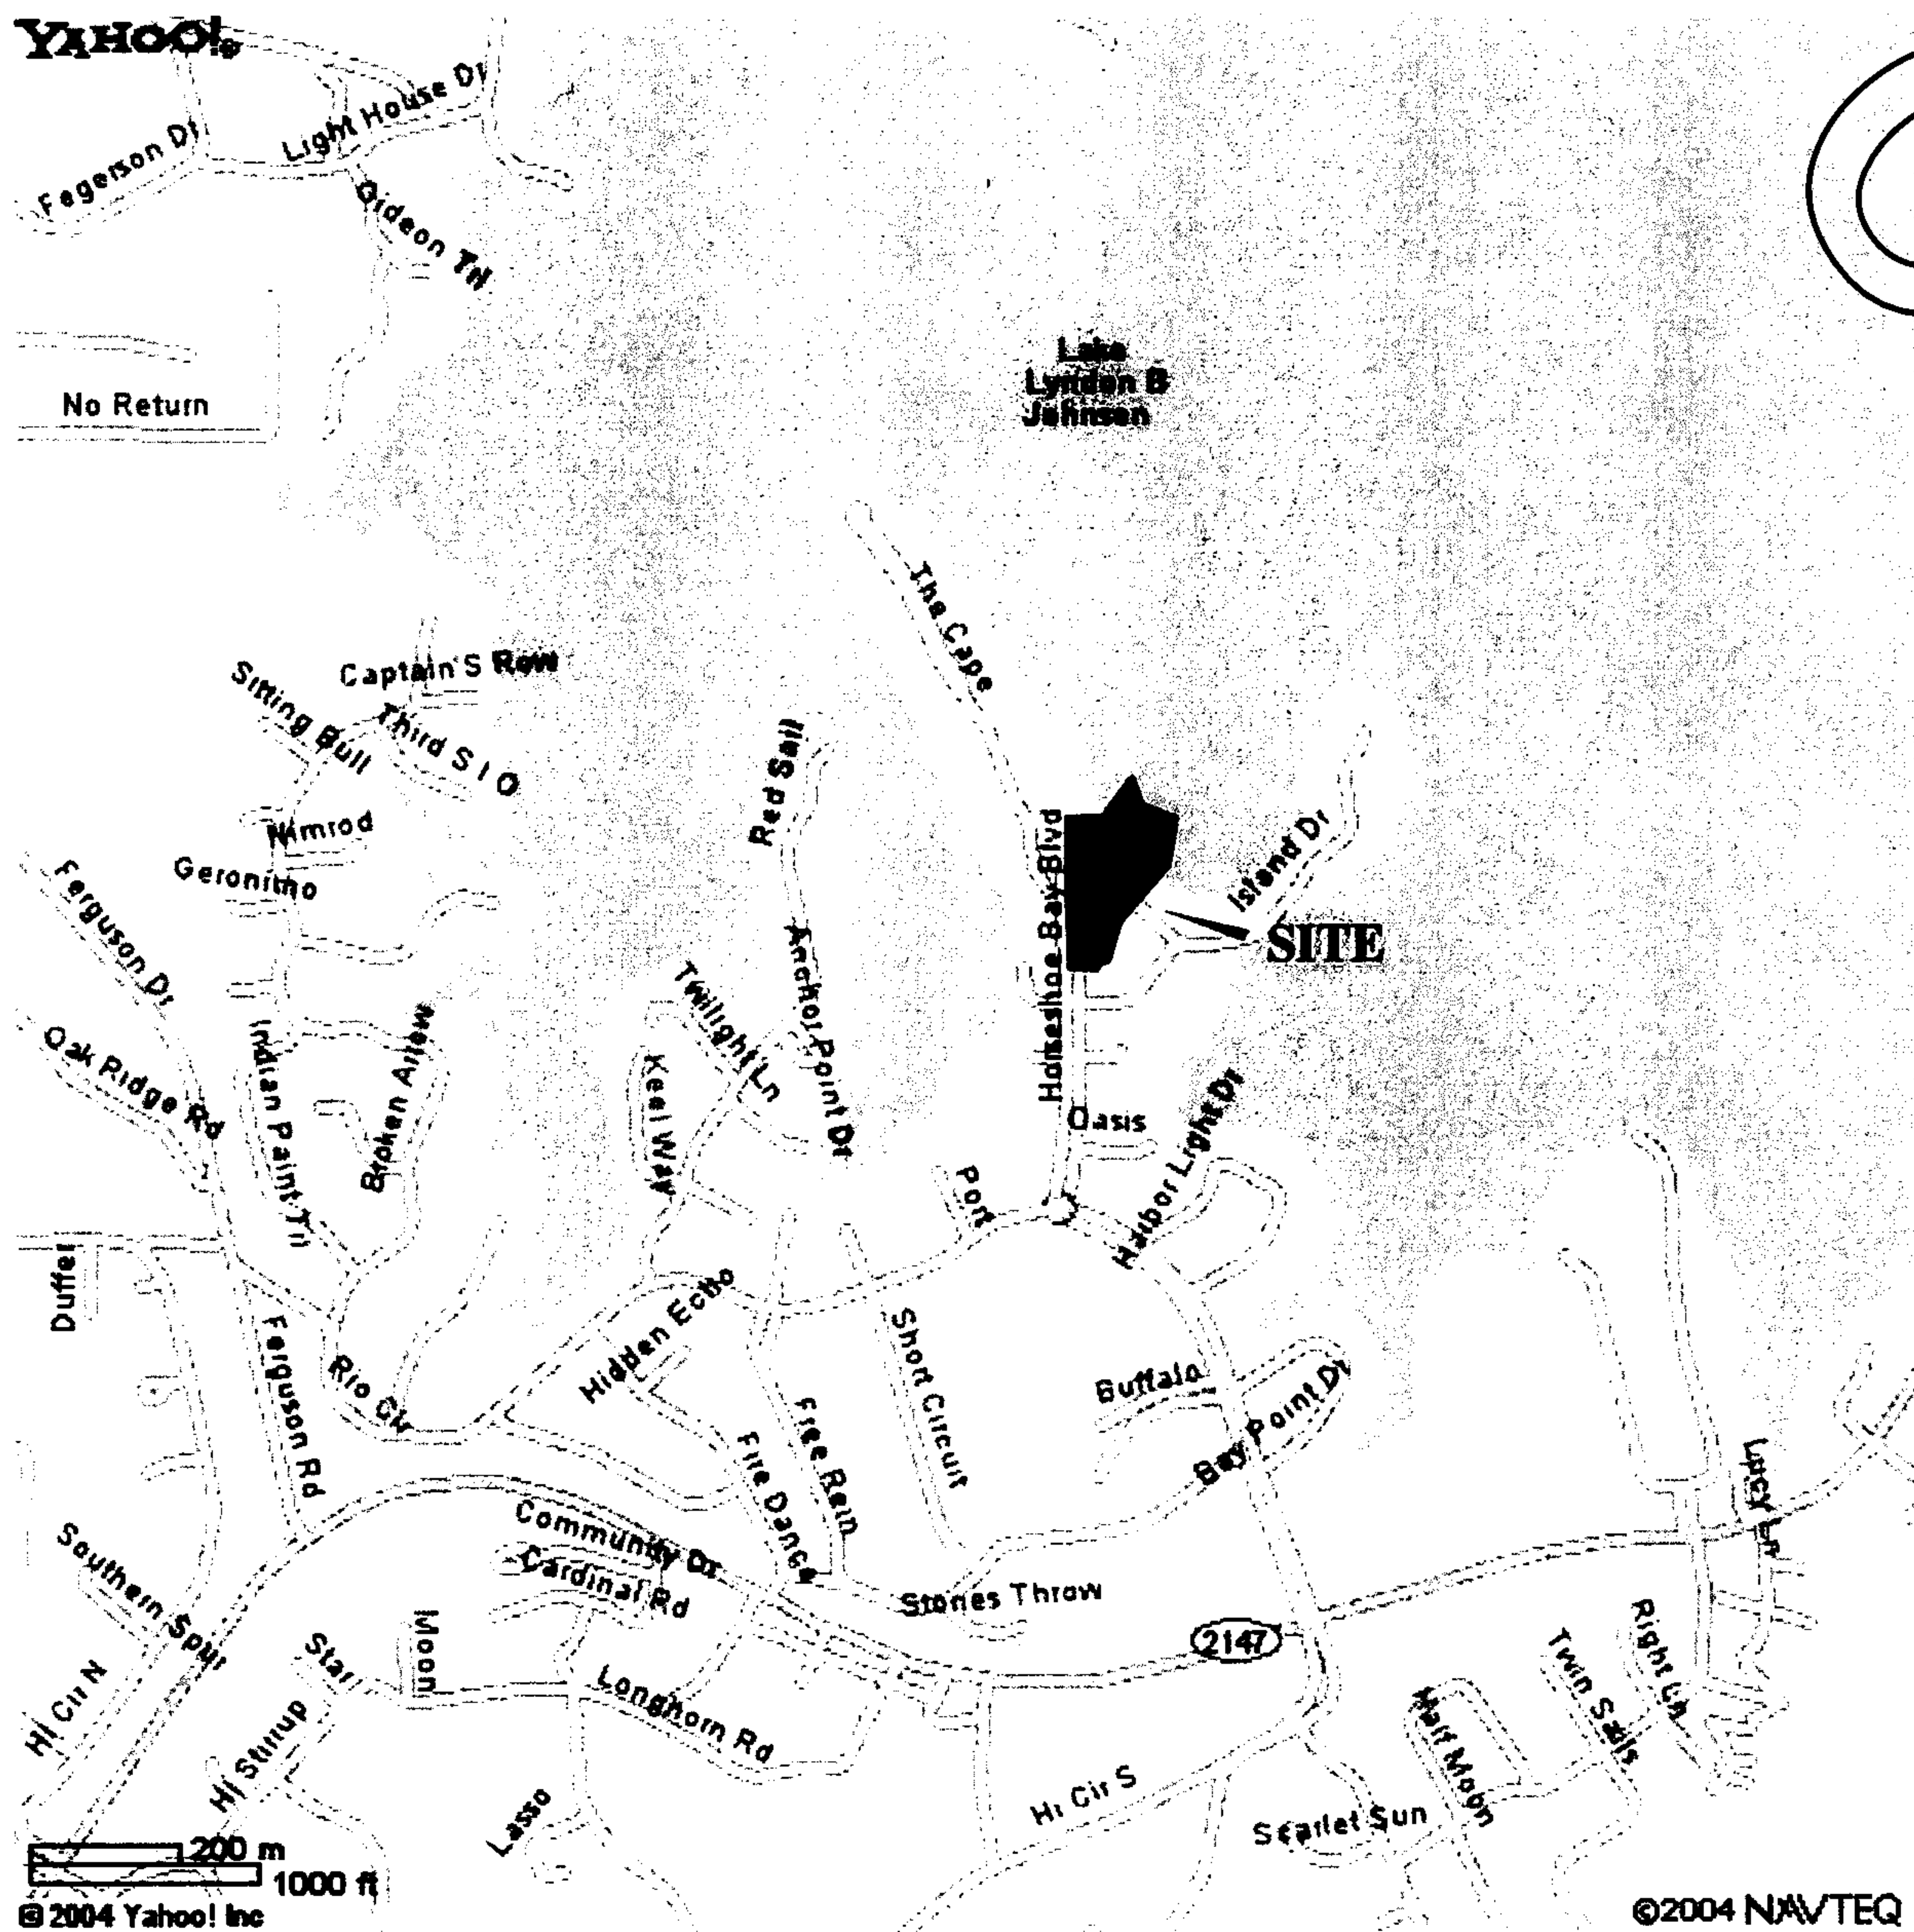 YAHOO!
Light House Dr
Fagerson Dr
Gideon Trl
Lake
Lyndon B
Johnson
No Return
The Cape
Captain'S Row
Sitting Bull
Third S I O
Red Sail
Nimrod
Geronimo
Horseshoe Bay Blvd
Island Dr
SITE
Ferguson Dr
Anchor Point Dr
Twilight Ln
Oak Ridge Rd
Indian Paint Trl
Broken Arrow
Keel Way
Oasis
Harbor Light Dr
Port
Duffer
Hidden Echo
Ferguson Rd
Rio Cir
Short Circuit
Buffalo
Bay Point Dr
Free Rein
Fire Dance
Lucy Ln
Community Dr
Cardinal Rd
Stones Throw
Southern Spur
Moon
Star
2147
Right Ln
Twin Sails
Hi Cir N
Hi Stirrup
Longhorn Rd
Half Moon
Lasso
Hi Cir S
Scarlet Sun
200 m
1000 ft
©2004 Yahoo! Inc
©2004 NAVTEQ